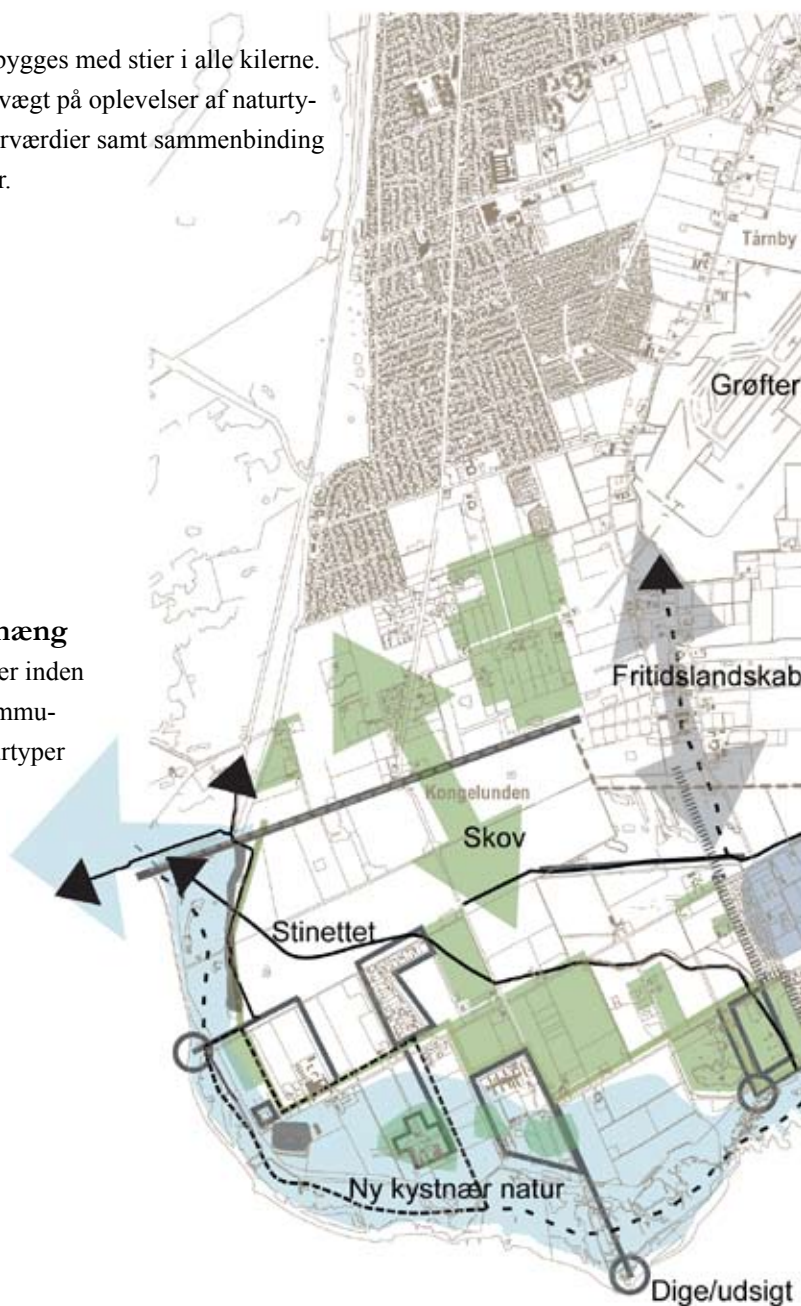 bygges med stier i alle kilerne.
vægt på oplevelser af naturty-
rværdier samt sammenbinding
r.
Tårnby
Grøfter
hæng
er inden
mmu-
rtyper
Fritidslandskab
Kongelunden
Skov
Stinettet
Ny kystnær natur
Dige/udsigt